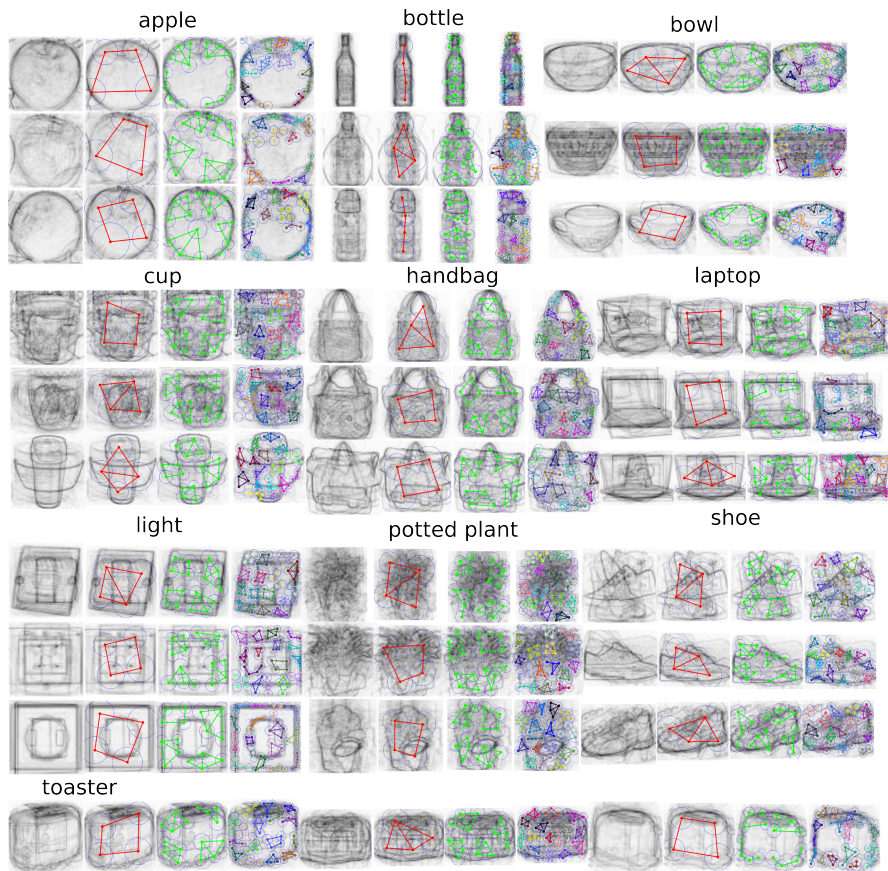 apple
bottle
bowl
cup
handbag
laptop
light
potted plant
shoe
toaster